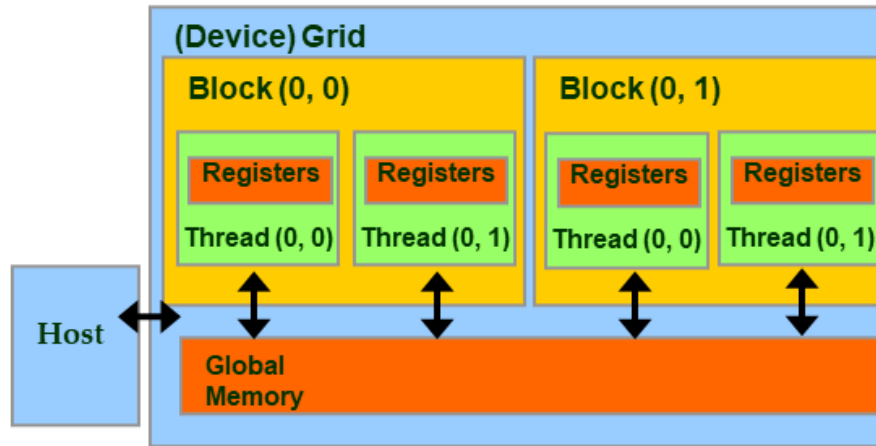 (Device) Grid
Block (0, 0)
Block (0, 1)
Registers
Registers
Registers
Registers
Thread (0, 0)
Thread (0, 1)
Thread (0, 0)
Thread (0, 1)
Host
Global
Memory